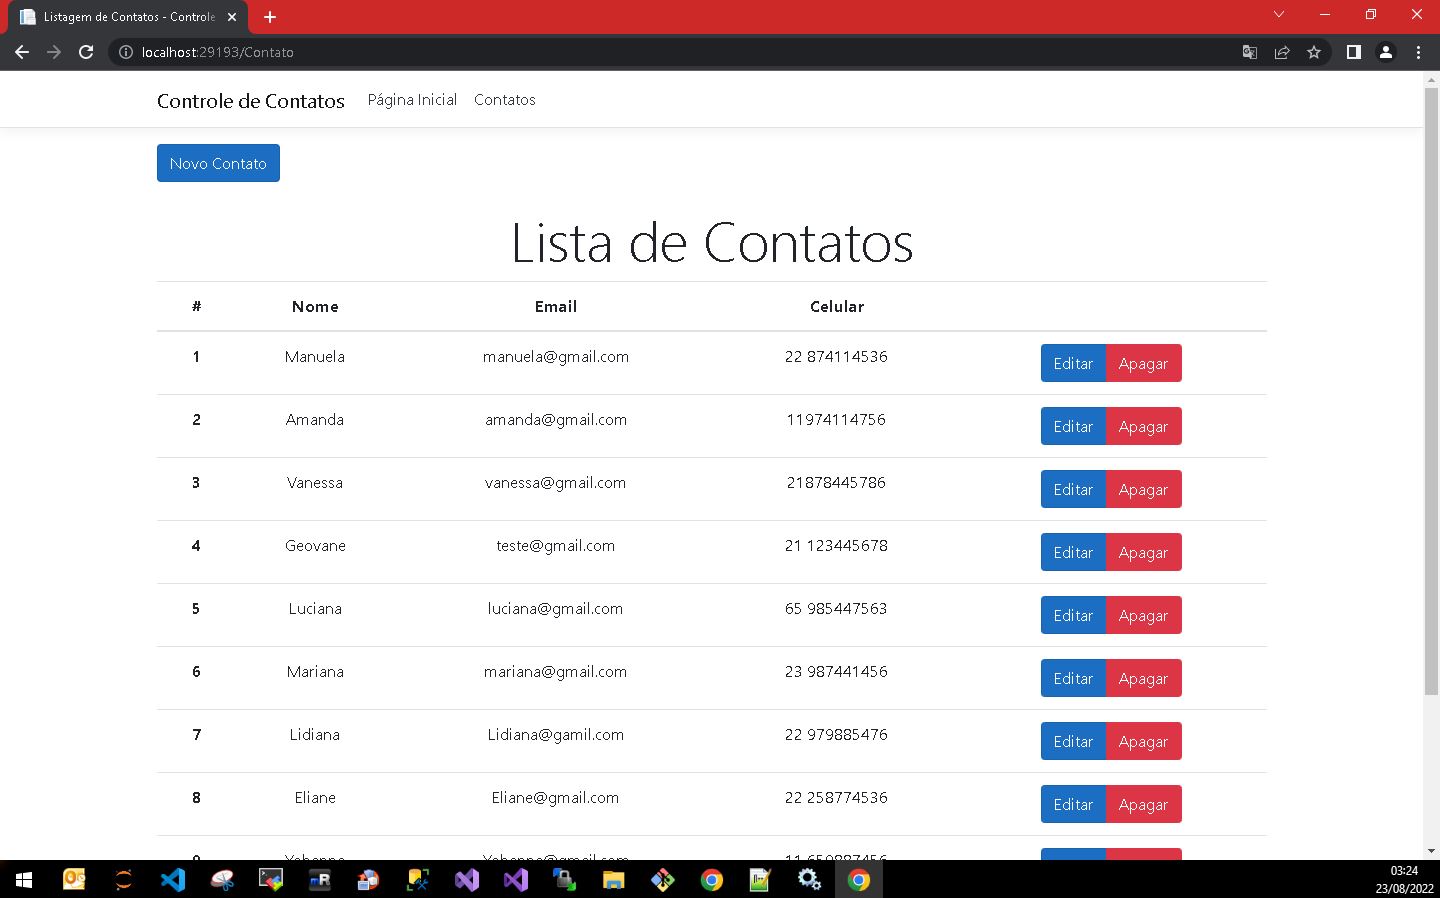 Listagem de Contatos - Controle
localhost:29193/Contato
Controle de Contatos Página Inicial Contatos
Novo Contato
Lista de Contatos
# Nome Email Celular
1 Manuela manuela@gmail.com 22 874114536 Editar Apagar
2 Amanda amanda@gmail.com 11974114756 Editar Apagar
3 Vanessa vanessa@gmail.com 21878445786 Editar Apagar
4 Geovane teste@gmail.com 21 123445678 Editar Apagar
5 Luciana luciana@gmail.com 65 985447563 Editar Apagar
6 Mariana mariana@gmail.com 23 987441456 Editar Apagar
7 Lidiana Lidiana@gamil.com 22 979885476 Editar Apagar
8 Eliane Eliane@gmail.com 22 258774536 Editar Apagar
03:24
23/08/2022